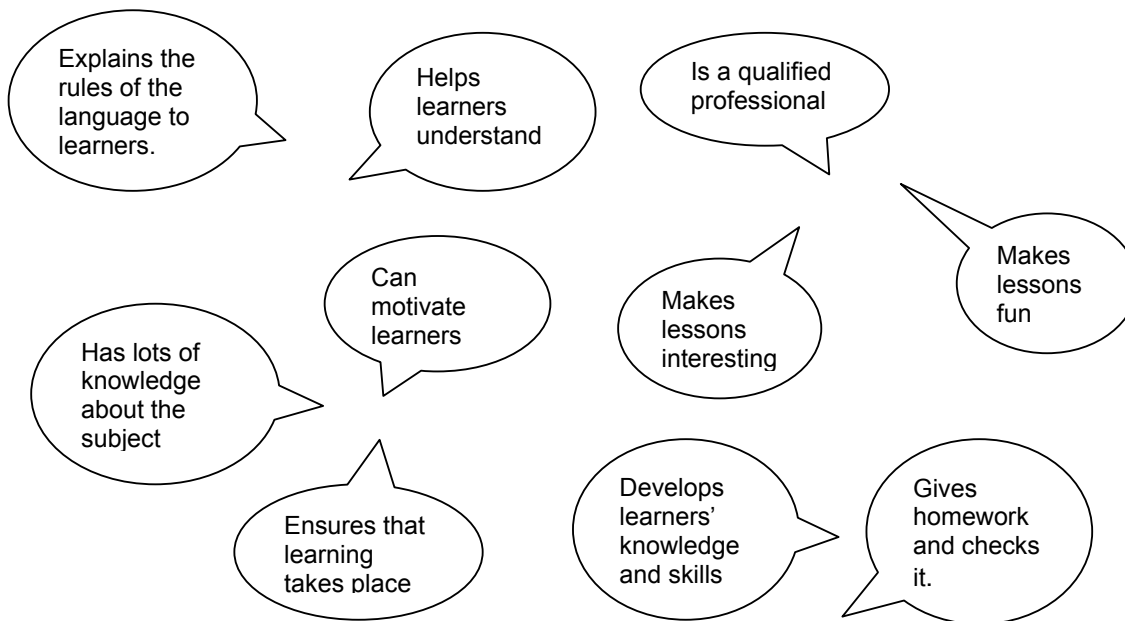 Explains the
rules of the
language to
learners.
Helps
learners
understand
Is a qualified
professional
Makes
lessons
fun
Can
motivate
learners
Makes
lessons
interesting
Has lots of
knowledge
about the
subject
Ensures that
learning
takes place
Develops
learners’
knowledge
and skills
Gives
homework
and checks
it.